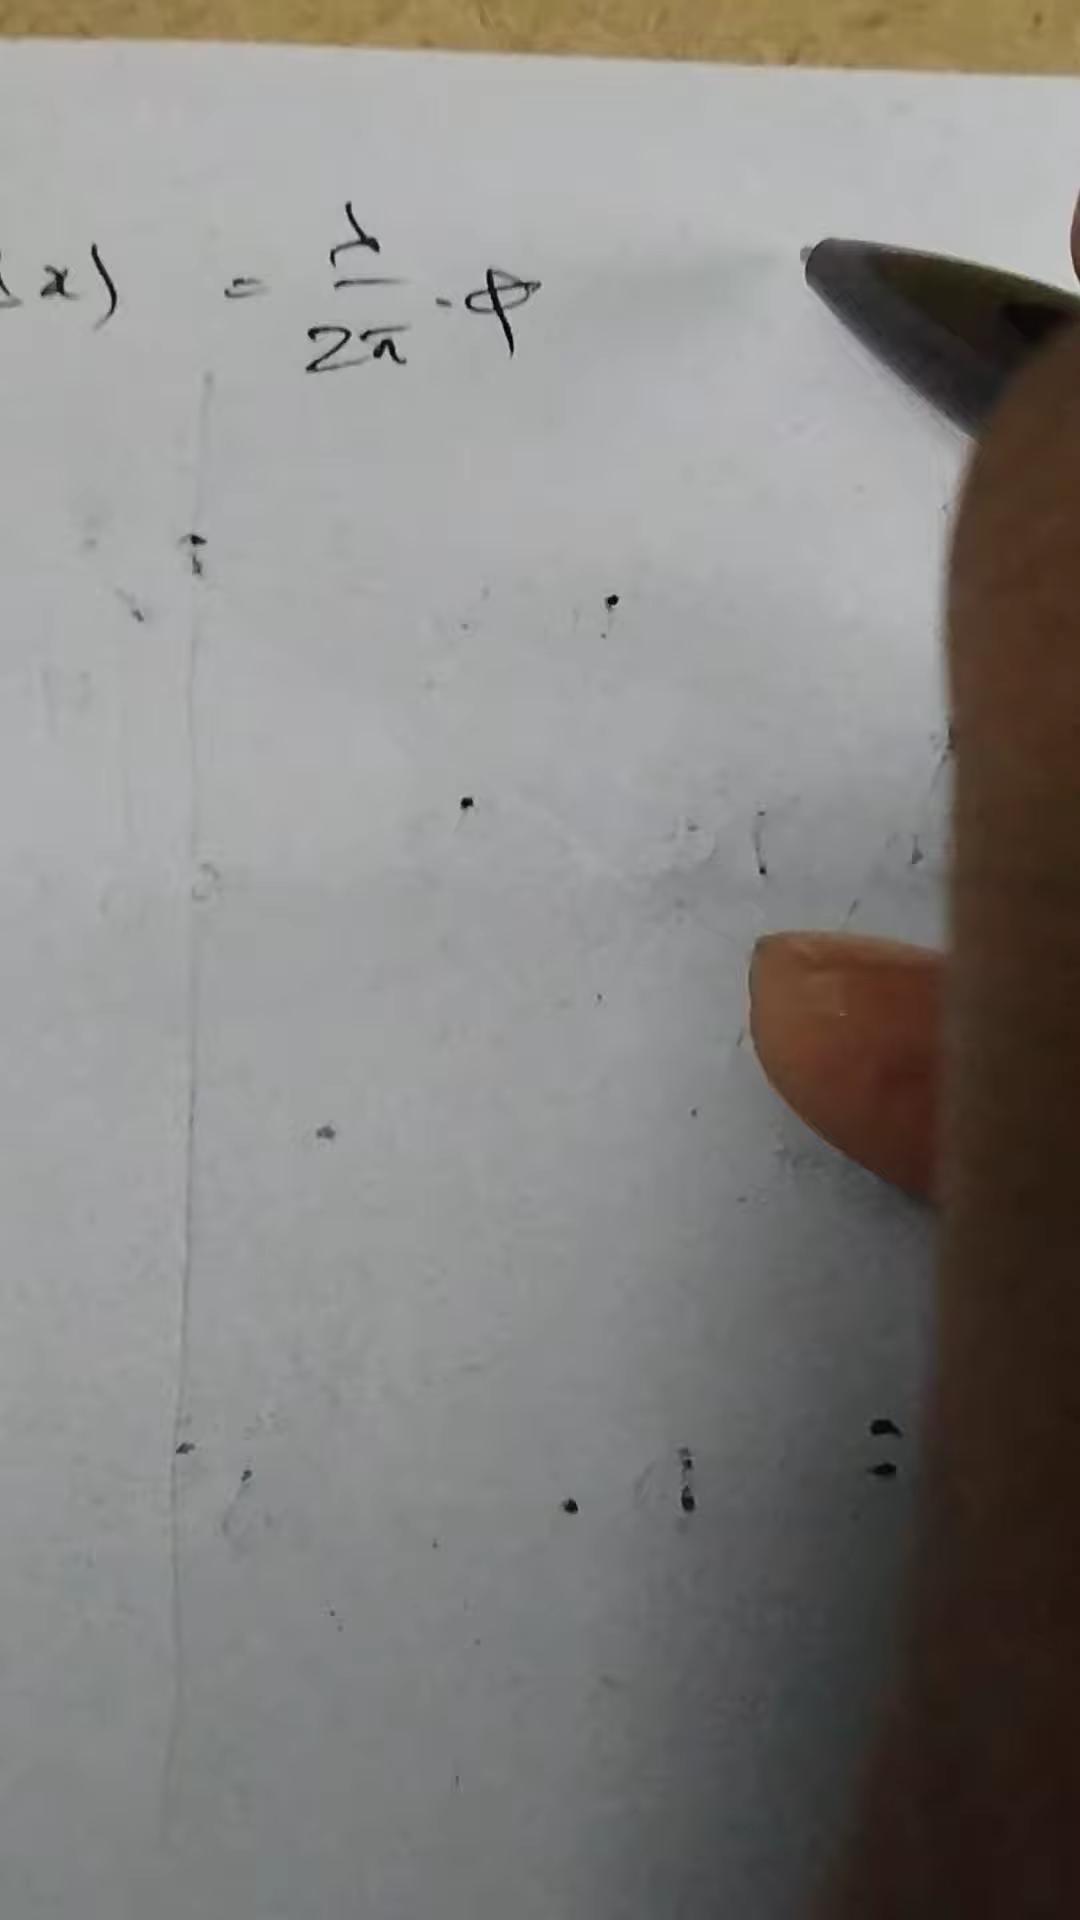 x) = λ/2π · φ